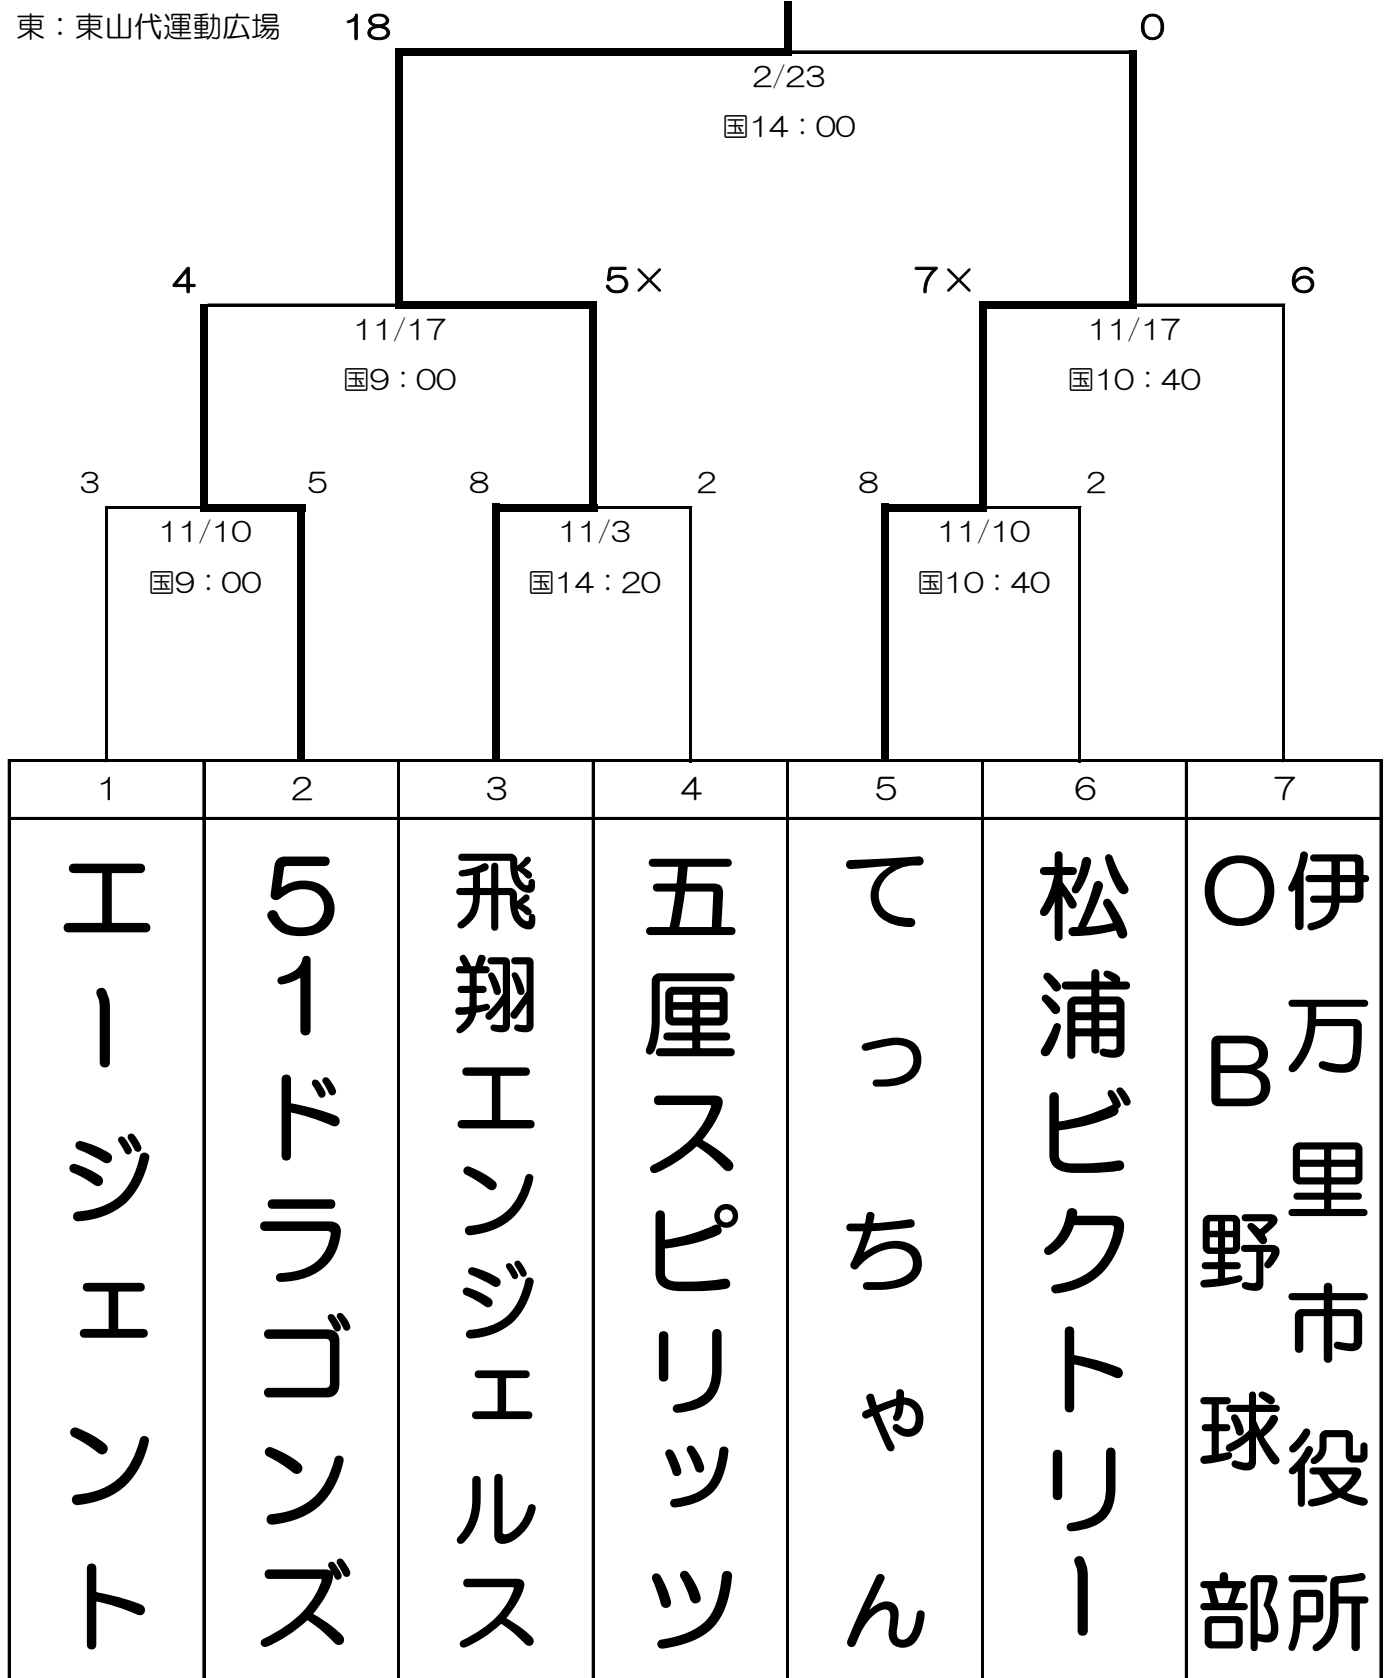 東：東山代運動広場
18
0
2/23
国14：00
4
5×
7×
6
11/17
国9：00
11/17
国10：40
3
5
8
2
8
2
11/10
国9：00
11/3
国14：20
11/10
国10：40
1
2
3
4
5
6
7
エージェント
51ドラゴンズ
飛翔エンジェルス
五厘スピリッツ
てっちゃん
松浦ビクトリー
伊万里市役所
OB野球部